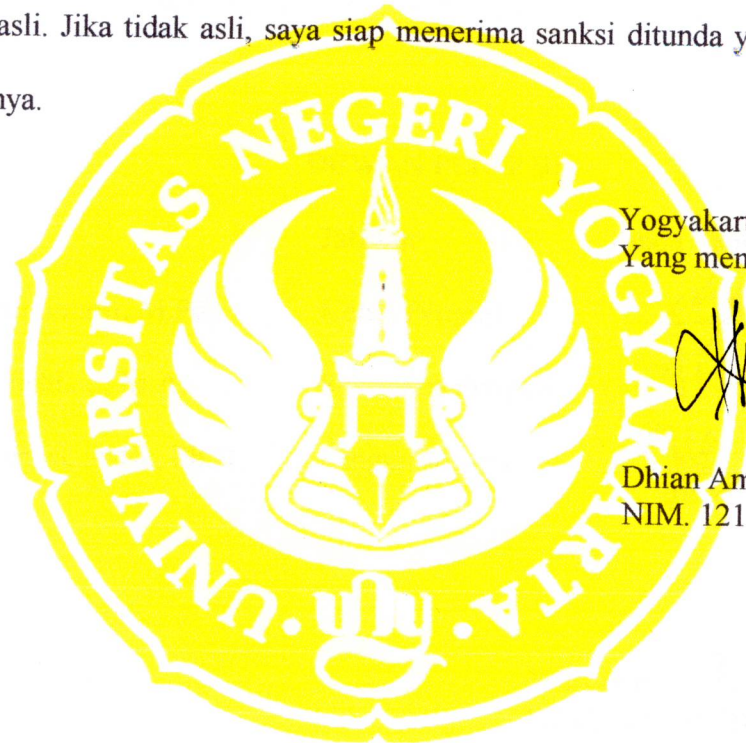 asli. Jika tidak asli, saya siap menerima sanksi ditunda y
nya.
UNIVERSITAS NEGERI YOGYAKARTA
Yogyakar
Yang men
Dhian Am
NIM. 121
uny